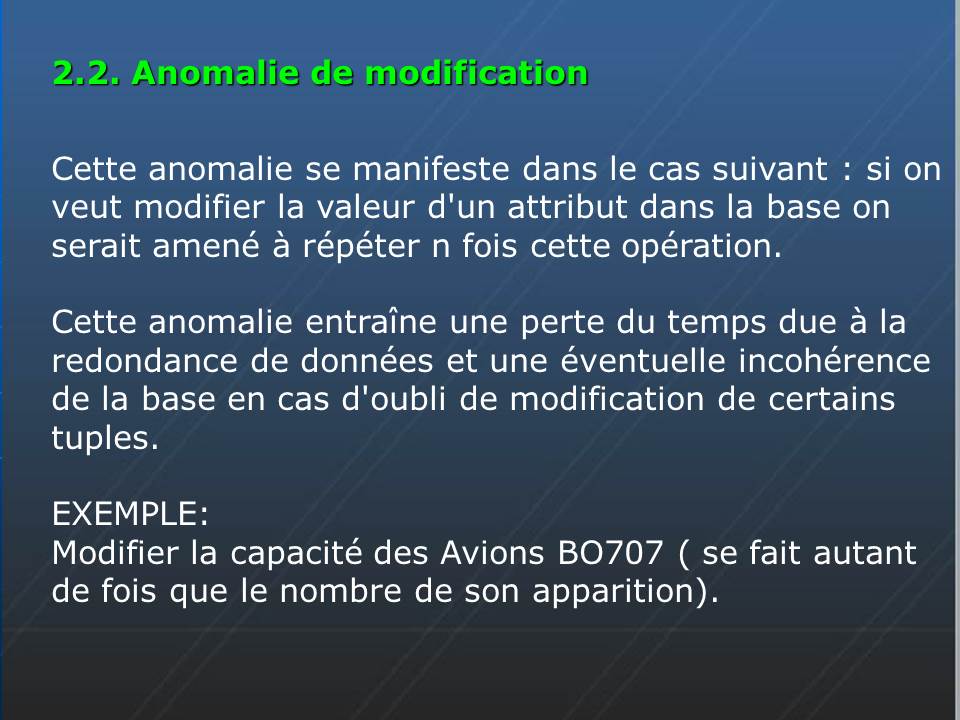 2.2. Anomalie de modification
Cette anomalie se manifeste dans le cas suivant : si on
veut modifier la valeur d'un attribut dans la base on
serait amené à répéter n fois cette opération.
Cette anomalie entraîne une perte du temps due à la
redondance de données et une éventuelle incohérence
de la base en cas d'oubli de modification de certains
tuples.
EXEMPLE:
Modifier la capacité des Avions BO707 ( se fait autant
de fois que le nombre de son apparition).